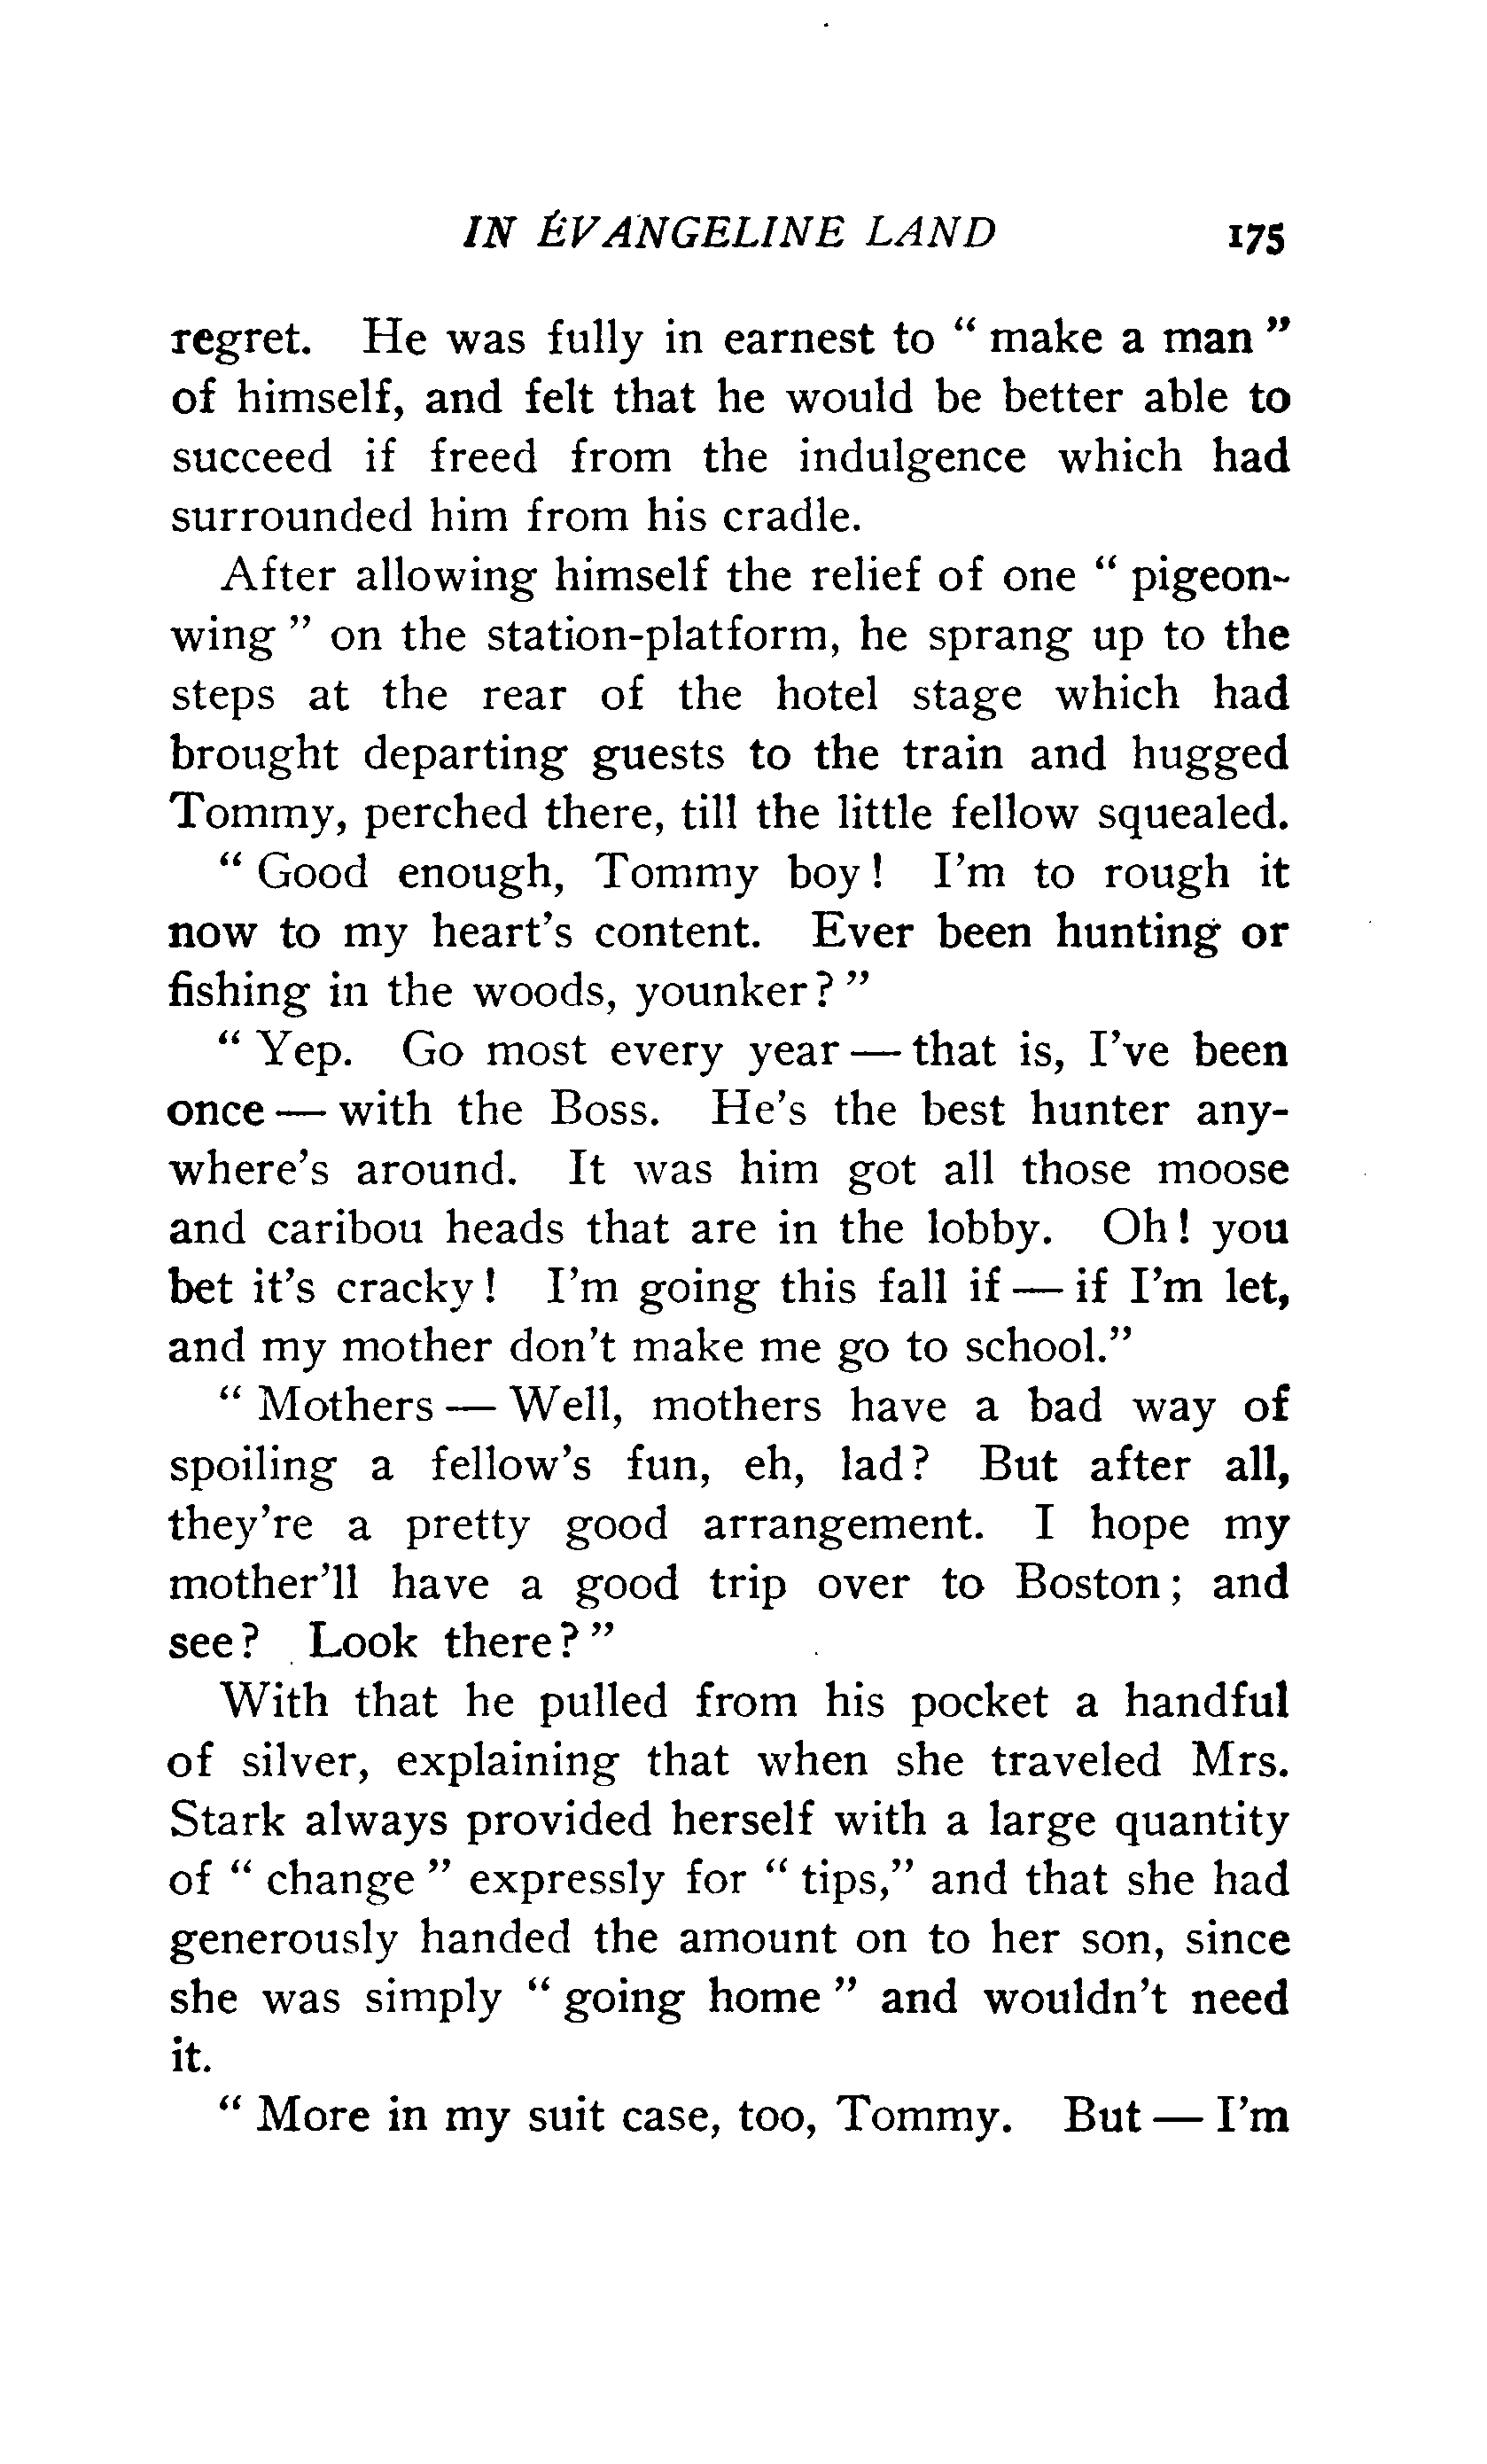 IN EVANGELINE LAND 175
regret. He was fully in earnest to “ make a man ”
of himself, and felt that he would be better able to
succeed if freed from the indulgence which had
surrounded him from his cradle.
After allowing himself the relief of one “ pigeon-
wing ” on the station-platform, he sprang up to the
steps at the rear of the hotel stage which had
brought departing guests to the train and hugged
Tommy, perched there, till the little fellow squealed.
“ Good enough, Tommy boy! I’m to rough it
now to my heart’s content. Ever been hunting or
fishing in the woods, younker? ”
“ Yep. Go most every year — that is, I’ve been
once — with the Boss. He’s the best hunter any-
where’s around. It was him got all those moose
and caribou heads that are in the lobby. Oh! you
bet it’s cracky! I’m going this fall if — if I’m let,
and my mother don’t make me go to school.”
“ Mothers — Well, mothers have a bad way of
spoiling a fellow’s fun, eh, lad? But after all,
they’re a pretty good arrangement. I hope my
mother’ll have a good trip over to Boston; and
see? Look there? ”
With that he pulled from his pocket a handful
of silver, explaining that when she traveled Mrs.
Stark always provided herself with a large quantity
of “ change ” expressly for “ tips,” and that she had
generously handed the amount on to her son, since
she was simply “ going home ” and wouldn’t need
it.
“ More in my suit case, too, Tommy. But — I’m